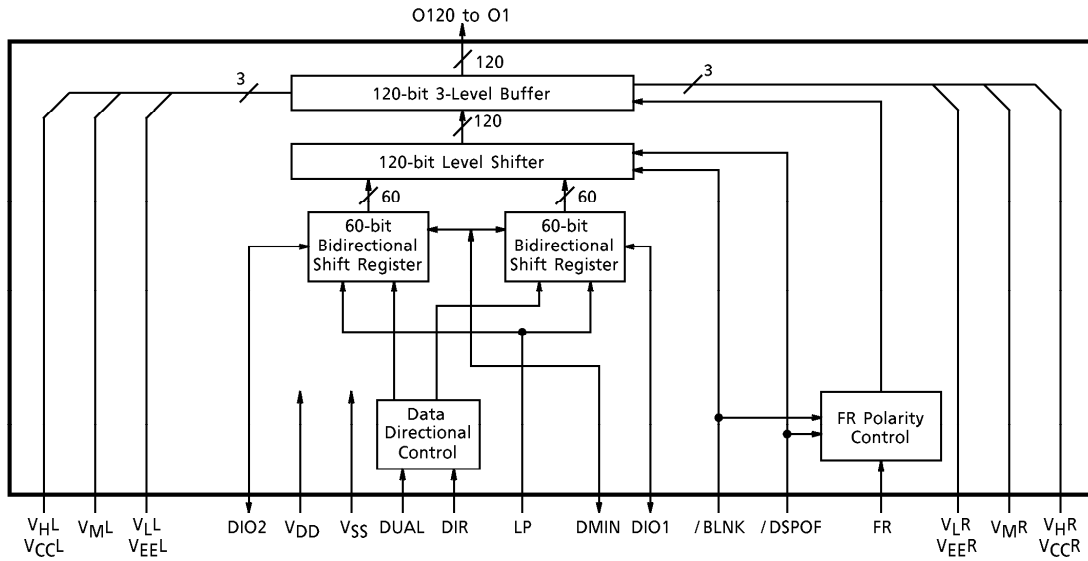 O120 to O1
120
3
3
120-bit 3-Level Buffer
120
120-bit Level Shifter
60
60
60-bit
Bidirectional
Shift Register
60-bit
Bidirectional
Shift Register
Data
Directional
Control
FR Polarity
Control
VHL
VCCL
VML
VLL
VEEL
DIO2
VDD
VSS
DUAL
DIR
LP
DMIN
DIO1
/BLNK
/DSPOF
FR
VLR
VEER
VMR
VHR
VCCR